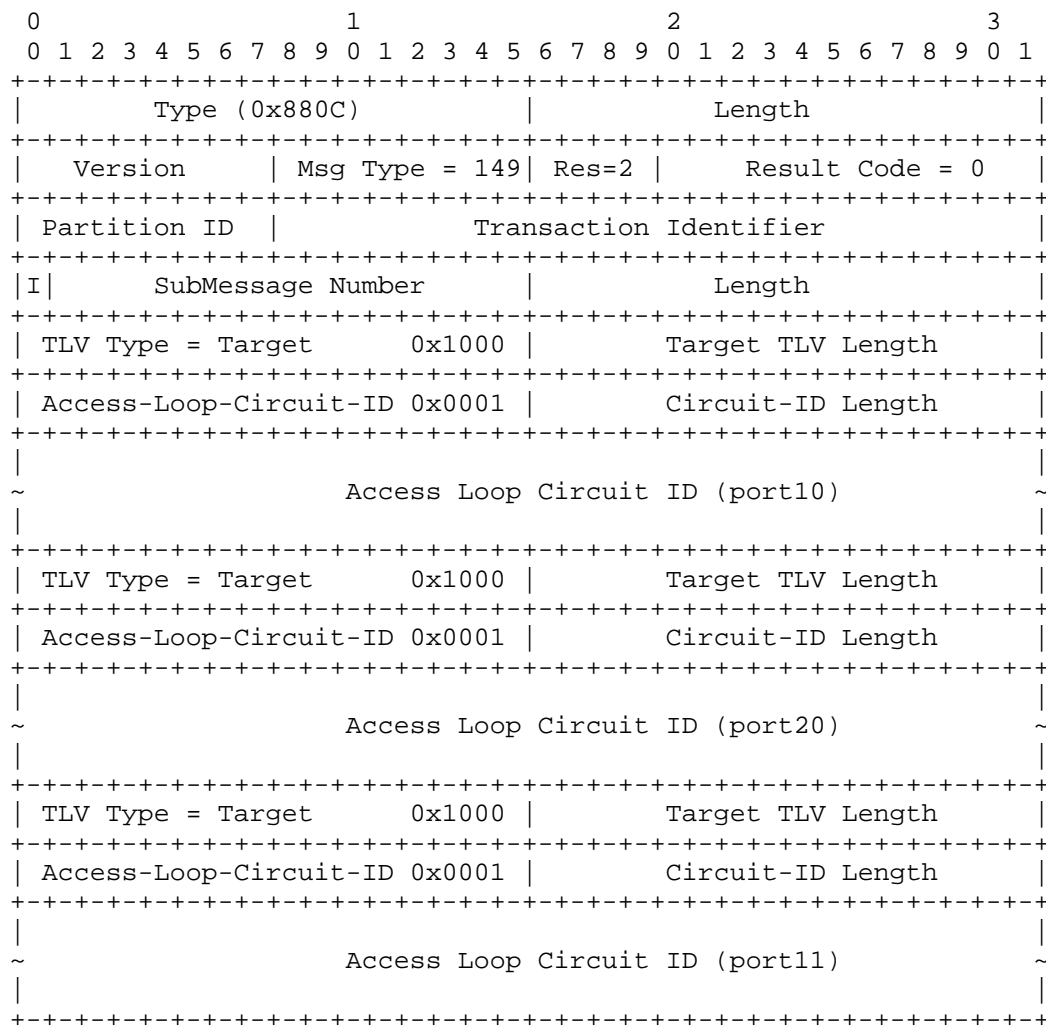 0                   1                   2                   3
 0 1 2 3 4 5 6 7 8 9 0 1 2 3 4 5 6 7 8 9 0 1 2 3 4 5 6 7 8 9 0 1
+-+-+-+-+-+-+-+-+-+-+-+-+-+-+-+-+-+-+-+-+-+-+-+-+-+-+-+-+-+-+-+-+
|        Type (0x880C)          |           Length              |
+-+-+-+-+-+-+-+-+-+-+-+-+-+-+-+-+-+-+-+-+-+-+-+-+-+-+-+-+-+-+-+-+
|   Version     | Msg Type = 149| Res=2 |     Result Code = 0   |
+-+-+-+-+-+-+-+-+-+-+-+-+-+-+-+-+-+-+-+-+-+-+-+-+-+-+-+-+-+-+-+-+
| Partition ID  |            Transaction Identifier             |
+-+-+-+-+-+-+-+-+-+-+-+-+-+-+-+-+-+-+-+-+-+-+-+-+-+-+-+-+-+-+-+-+
|I|      SubMessage Number      |           Length              |
+-+-+-+-+-+-+-+-+-+-+-+-+-+-+-+-+-+-+-+-+-+-+-+-+-+-+-+-+-+-+-+-+
| TLV Type = Target      0x1000 |        Target TLV Length      |
+-+-+-+-+-+-+-+-+-+-+-+-+-+-+-+-+-+-+-+-+-+-+-+-+-+-+-+-+-+-+-+-+
| Access-Loop-Circuit-ID 0x0001 |        Circuit-ID Length      |
+-+-+-+-+-+-+-+-+-+-+-+-+-+-+-+-+-+-+-+-+-+-+-+-+-+-+-+-+-+-+-+-+
|                                                               |
~                    Access Loop Circuit ID (port10)            ~
|                                                               |
+-+-+-+-+-+-+-+-+-+-+-+-+-+-+-+-+-+-+-+-+-+-+-+-+-+-+-+-+-+-+-+-+
| TLV Type = Target      0x1000 |        Target TLV Length      |
+-+-+-+-+-+-+-+-+-+-+-+-+-+-+-+-+-+-+-+-+-+-+-+-+-+-+-+-+-+-+-+-+
| Access-Loop-Circuit-ID 0x0001 |        Circuit-ID Length      |
+-+-+-+-+-+-+-+-+-+-+-+-+-+-+-+-+-+-+-+-+-+-+-+-+-+-+-+-+-+-+-+-+
|                                                               |
~                    Access Loop Circuit ID (port20)            ~
|                                                               |
+-+-+-+-+-+-+-+-+-+-+-+-+-+-+-+-+-+-+-+-+-+-+-+-+-+-+-+-+-+-+-+-+
| TLV Type = Target      0x1000 |        Target TLV Length      |
+-+-+-+-+-+-+-+-+-+-+-+-+-+-+-+-+-+-+-+-+-+-+-+-+-+-+-+-+-+-+-+-+
| Access-Loop-Circuit-ID 0x0001 |        Circuit-ID Length      |
+-+-+-+-+-+-+-+-+-+-+-+-+-+-+-+-+-+-+-+-+-+-+-+-+-+-+-+-+-+-+-+-+
|                                                               |
~                    Access Loop Circuit ID (port11)            ~
|                                                               |
+-+-+-+-+-+-+-+-+-+-+-+-+-+-+-+-+-+-+-+-+-+-+-+-+-+-+-+-+-+-+-+-+